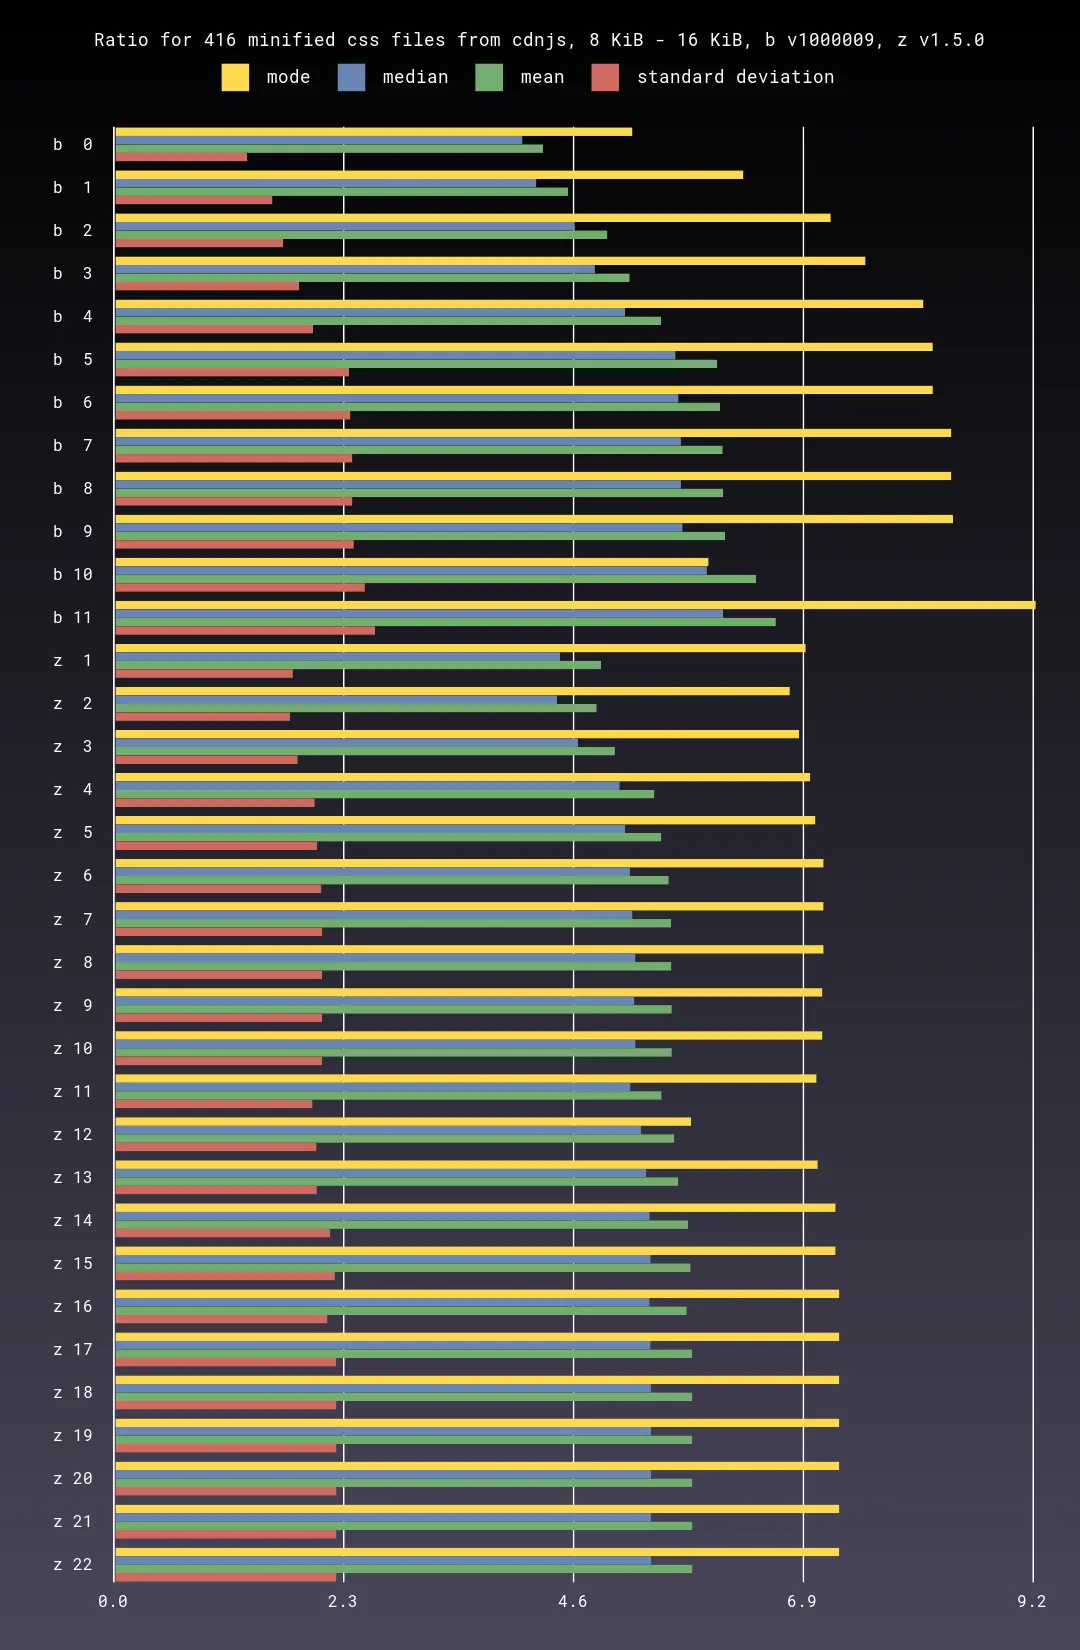 Ratio for 416 minified css files from cdnjs, 8 KiB - 16 KiB, b v1000009, z v1.5.0
mode median mean standard deviation
b 0
b 1
b 2
b 3
b 4
b 5
b 6
b 7
b 8
b 9
b 10
b 11
z 1
z 2
z 3
z 4
z 5
z 6
z 7
z 8
z 9
z 10
z 11
z 12
z 13
z 14
z 15
z 16
z 17
z 18
z 19
z 20
z 21
z 22
0.0 2.3 4.6 6.9 9.2